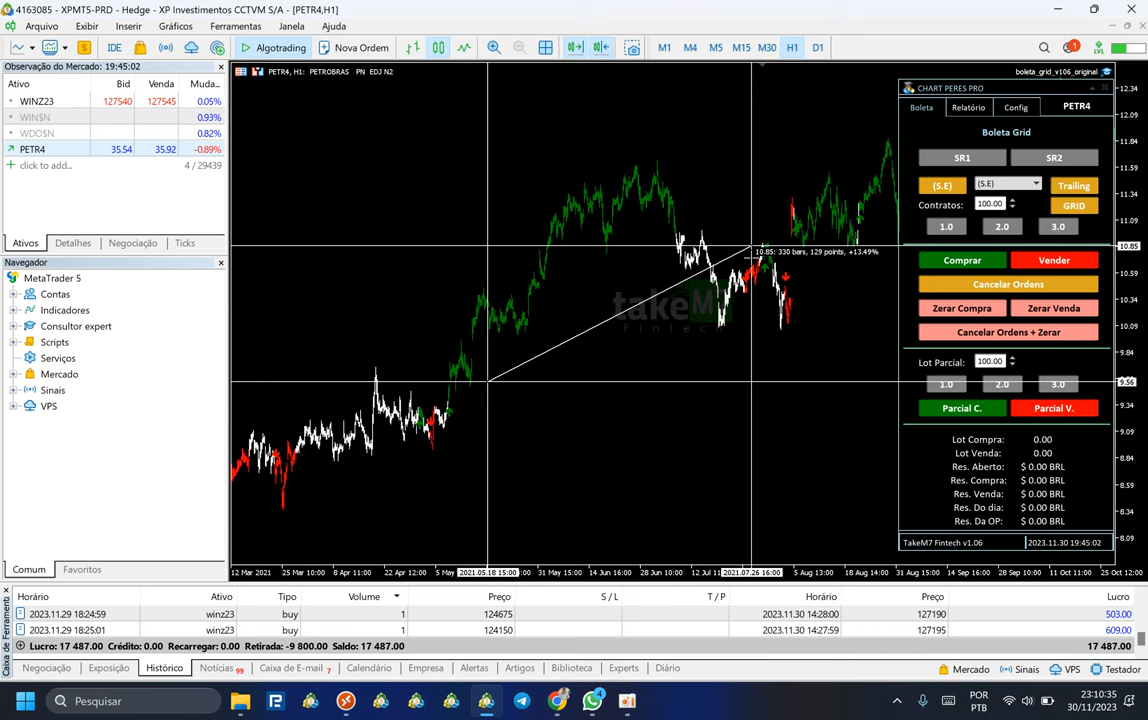 4163085 - XPMT5-PRD - Hedge - XP Investimentos CCTVM S/A - [PETR4,H1]
Arquivo Exibir Inserir Gráficos Ferramentas Janela Ajuda
IDE Algotrading Nova Ordem M1 M4 M5 M15 M30 H1 D1 1 LVL
Observação do Mercado: 19:45:02
Ativo Bid Venda Muda...
WINZ23 127540 127545 0.05%
WIN$N 0.93%
WDO$N 0.82%
PETR4 35.54 35.92 -0.89%
click to add... 4 / 29439
Ativos Detalhes Negociação Ticks
Navegador
MetaTrader 5
Contas
Indicadores
Consultor expert
Scripts
Serviços
Mercado
Sinais
VPS
Comum Favoritos
PETR4, H1: PETROBRAS PN EDJ N2
boleta_grid_v106_original
10.85: 330 bars, 129 points, +13.49%
takeM
Fintech
CHART PERES PRO
Boleta Relatório Config PETR4
Boleta Grid
SR1 SR2
(S.E) (S.E) Trailing
Contratos: 100.00 GRID
1.0 2.0 3.0
Comprar Vender
Cancelar Ordens
Zerar Compra Zerar Venda
Cancelar Ordens + Zerar
Lot Parcial: 100.00
1.0 2.0 3.0
Parcial C. Parcial V.
Lot Compra: 0.00
Lot Venda: 0.00
Res. Aberto: $ 0.00 BRL
Res. Compra: $ 0.00 BRL
Res. Venda: $ 0.00 BRL
Res. Do dia: $ 0.00 BRL
Res. Da OP: $ 0.00 BRL
TakeM7 Fintech v1.06 2023.11.30 19:45:02
12.34
12.09
11.84
11.59
11.34
11.09
10.85
10.59
10.34
10.09
9.84
9.56
9.34
9.09
8.84
8.59
8.34
8.09
12 Mar 2021 25 Mar 10:00 8 Apr 11:00 22 Apr 12:00 5 May 2021.05.18 15:00 31 May 15:00 14 Jun 16:00 28 Jun 10:00 12 Jul 11 2021.07.26 16:00 5 Aug 13:00 18 Aug 14:00 31 Aug 15:00 14 Sep 16:00 28 Sep 10:00 11 Oct 11:00 25 Oct 12:00
Horário Ativo Tipo Volume Preço S / L T / P Horário Preço Lucro
2023.11.29 18:24:59 winz23 buy 1 124675 2023.11.30 14:28:00 127190 503.00
2023.11.29 18:25:01 winz23 buy 1 124150 2023.11.30 14:27:59 127195 609.00
Lucro: 17 487.00 Crédito: 0.00 Recarregar: 0.00 Retirada: -9 800.00 Saldo: 17 487.00 17 487.00
Negociação Exposição Histórico Notícias 99 Caixa de E-mail 7 Calendário Empresa Alertas Artigos Biblioteca Experts Diário Mercado Sinais VPS Testador
Caixa de Ferramenta
Pesquisar 4 POR PTB 23:10:35 30/11/2023